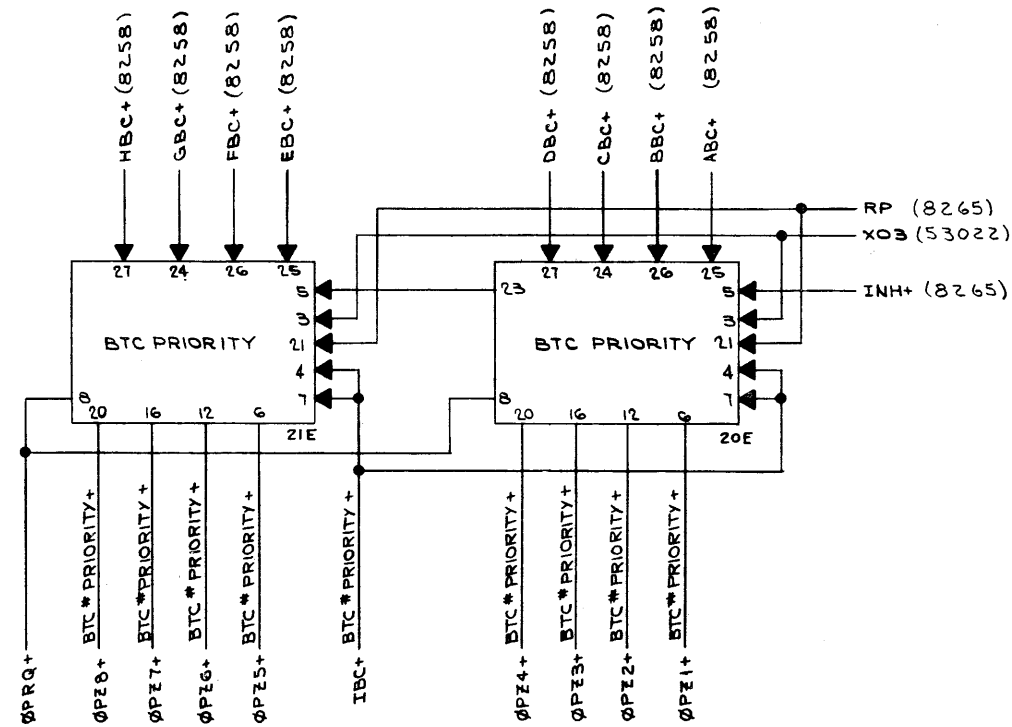 HBC+ (8258)
GBC+ (8258)
FBC+ (8258)
EBC+ (8258)
DBC+ (8258)
CBC+ (8258)
BBC+ (8258)
ABC+ (8258)
RP (8265)
X03 (53022)
INH+ (8265)
27 24 26 25
5
3
21
4
7
BTC PRIORITY
8
20 16 12 6
21E
27 24 26 25
23
5
3
21
4
7
BTC PRIORITY
8
20 16 12 6
20E
BTC # PRIORITY +
BTC # PRIORITY +
BTC # PRIORITY +
BTC # PRIORITY +
BTC # PRIORITY +
BTC # PRIORITY +
BTC # PRIORITY +
BTC # PRIORITY +
BTC # PRIORITY +
ØPRQ+
ØPZ8+
ØPZ7+
ØPZ6+
ØPZ5+
IBC+
ØPZ4+
ØPZ3+
ØPZ2+
ØPZ1+